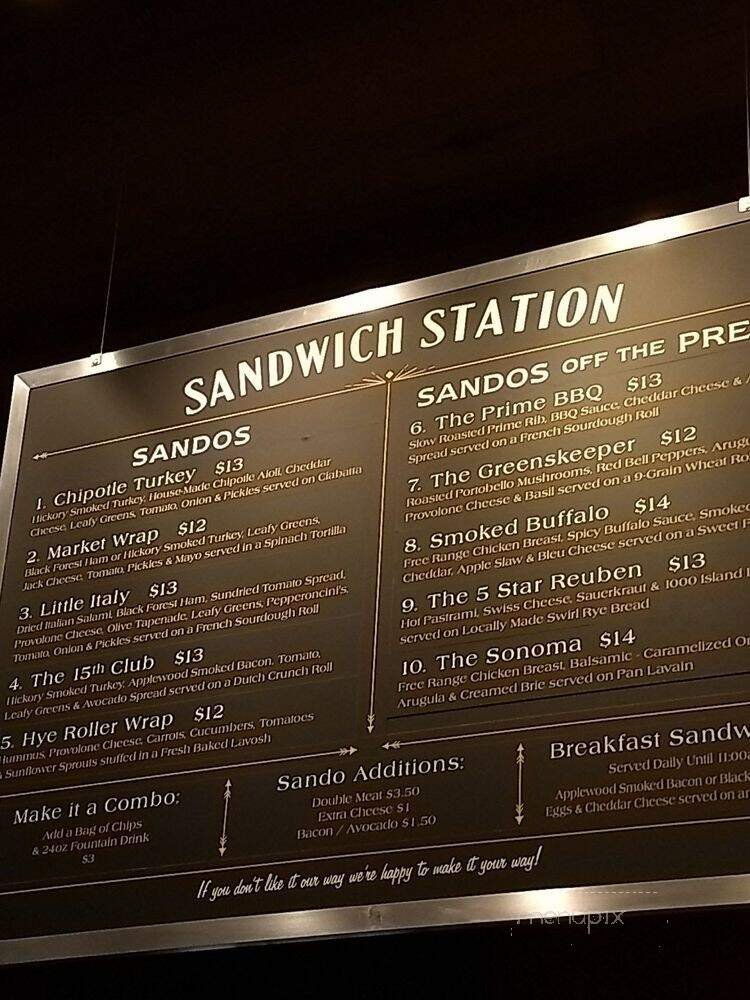 SANDWICH STATION
SANDOS
1. Chipotle Turkey $13
Hickory Smoked Turkey, House-Made Chipotle Aioli, Cheddar
Cheese, Leafy Greens, Tomato, Onion & Pickles served on Ciabatta
2. Market Wrap $12
Black Forest Ham or Hickory Smoked Turkey, Leafy Greens,
Jack Cheese, Tomato, Pickles & Mayo served in a Spinach Tortilla
3. Little Italy $13
Dried Italian Salami, Black Forest Ham, Sundried Tomato Spread,
Provolone Cheese, Olive Tapenade, Leafy Greens, Pepperoncini's,
Tomato, Onion & Pickles served on a French Sourdough Roll
4. The 15th Club $13
Hickory Smoked Turkey, Applewood Smoked Bacon, Tomato,
Leafy Greens & Avocado Spread served on a Dutch Crunch Roll
5. Hye Roller Wrap $12
Hummus, Provolone Cheese, Carrots, Cucumbers, Tomatoes
& Sunflower Sprouts stuffed in a Fresh Baked Lavosh
SANDOS OFF THE PRE
6. The Prime BBQ $13
Slow Roasted Prime Rib, BBQ Sauce, Cheddar Cheese &
Spread served on a French Sourdough Roll
7. The Greenskeeper $12
Roasted Portobello Mushrooms, Red Bell Peppers, Arug
Provolone Cheese & Basil served on a 9-Grain Wheat Ro
8. Smoked Buffalo $14
Free Range Chicken Breast, Spicy Buffalo Sauce, Smoke
Cheddar, Apple Slaw & Bleu Cheese served on a Sweet
9. The 5 Star Reuben $13
Hot Pastrami, Swiss Cheese, Sauerkraut & 1000 Island
served on Locally Made Swirl Rye Bread
10. The Sonoma $14
Free Range Chicken Breast, Balsamic - Caramelized On
Arugula & Creamed Brie served on Pan Lavain
Make it a Combo:
Add a Bag of Chips
& 24oz Fountain Drink
$3
Sando Additions:
Double Meat $3.50
Extra Cheese $1
Bacon / Avocado $1.50
Breakfast Sandw
Served Daily Until 11:00a
Applewood Smoked Bacon or Black
Eggs & Cheddar Cheese served on an
If you don't like it our way we're happy to make it your way!
menupix